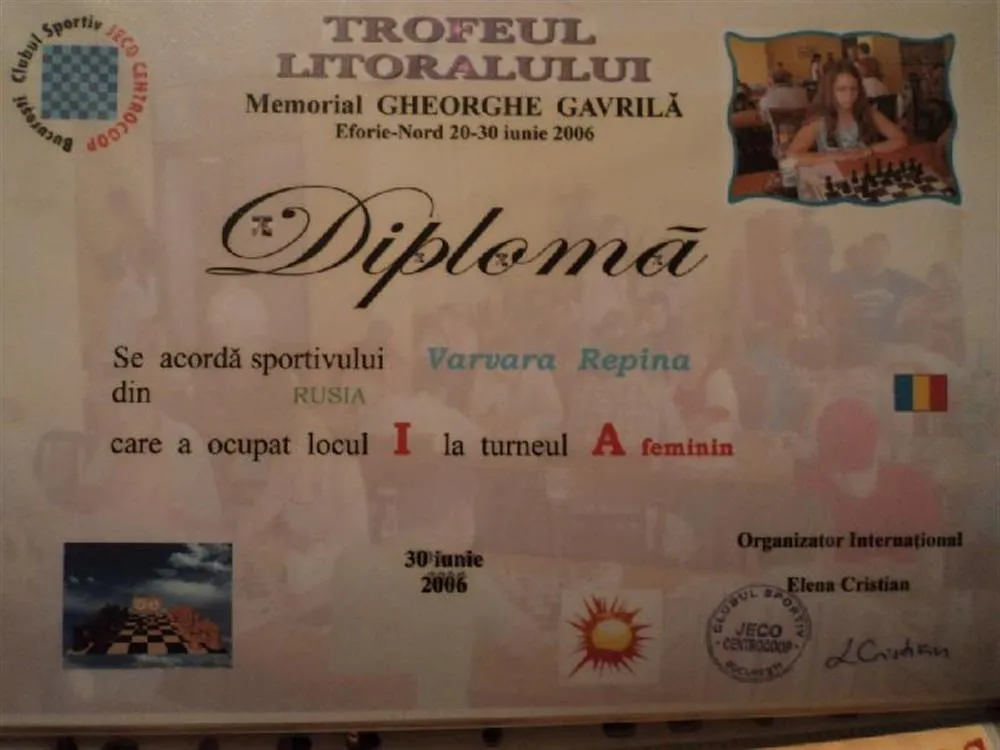 Clubul Sportiv JECO CENTROCOOP
București
TROFEUL
LITORALULUI
Memorial GHEORGHE GAVRILĂ
Eforie-Nord 20-30 iunie 2006
Diplomă
Se acordă sportivului Varvara Repina
din RUSIA
care a ocupat locul I la turneul A feminin
30 iunie
2006
Organizator Internațional
Elena Cristian
CLUBUL SPORTIV
JECO
CENTROCOOP
BUCUREȘTI
LCristian